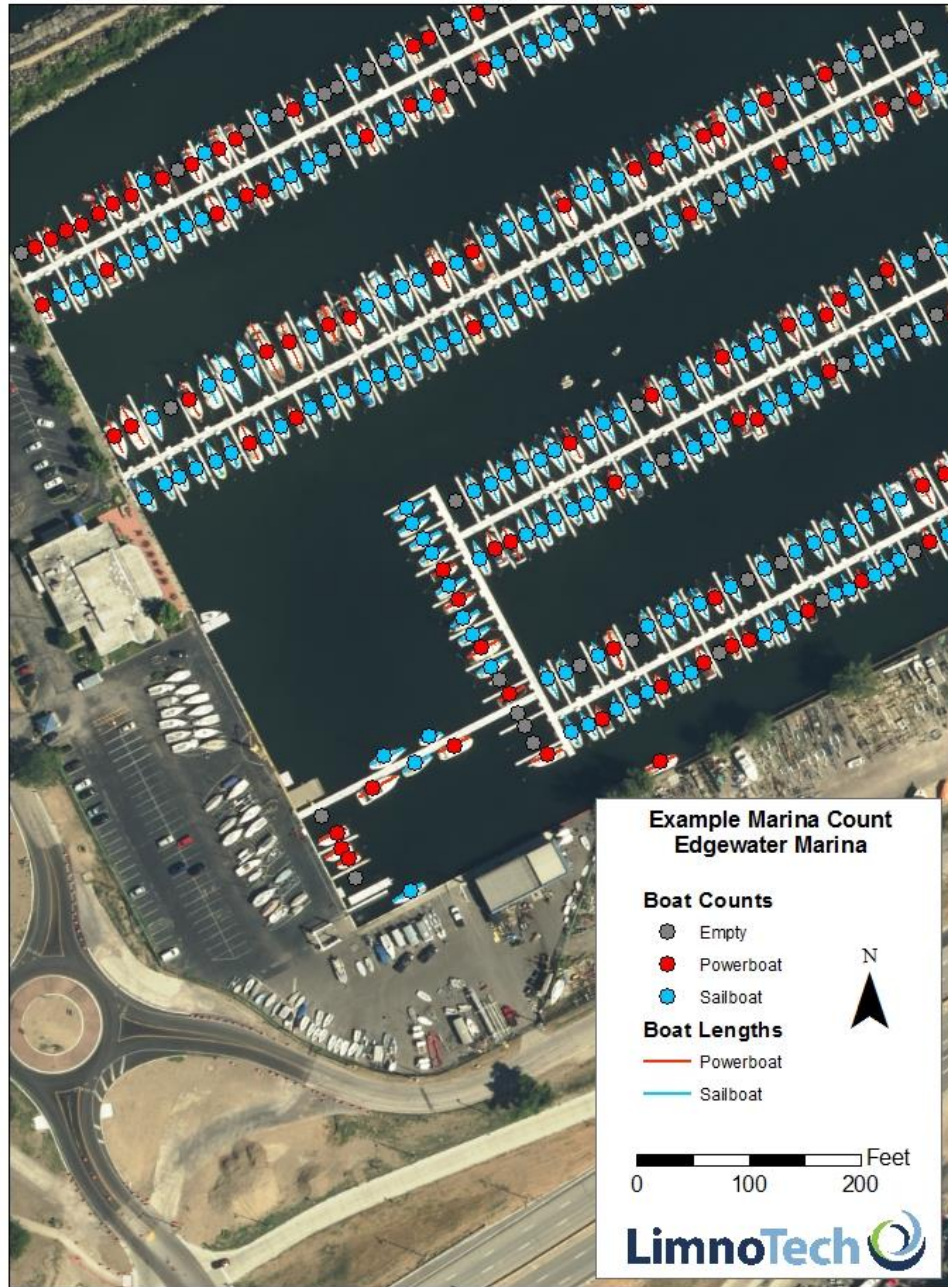 Example Marina Count
Edgewater Marina
Boat Counts
Empty
Powerboat
Sailboat
N
Boat Lengths
Powerboat
Sailboat
Feet
0 100 200
LimnoTech